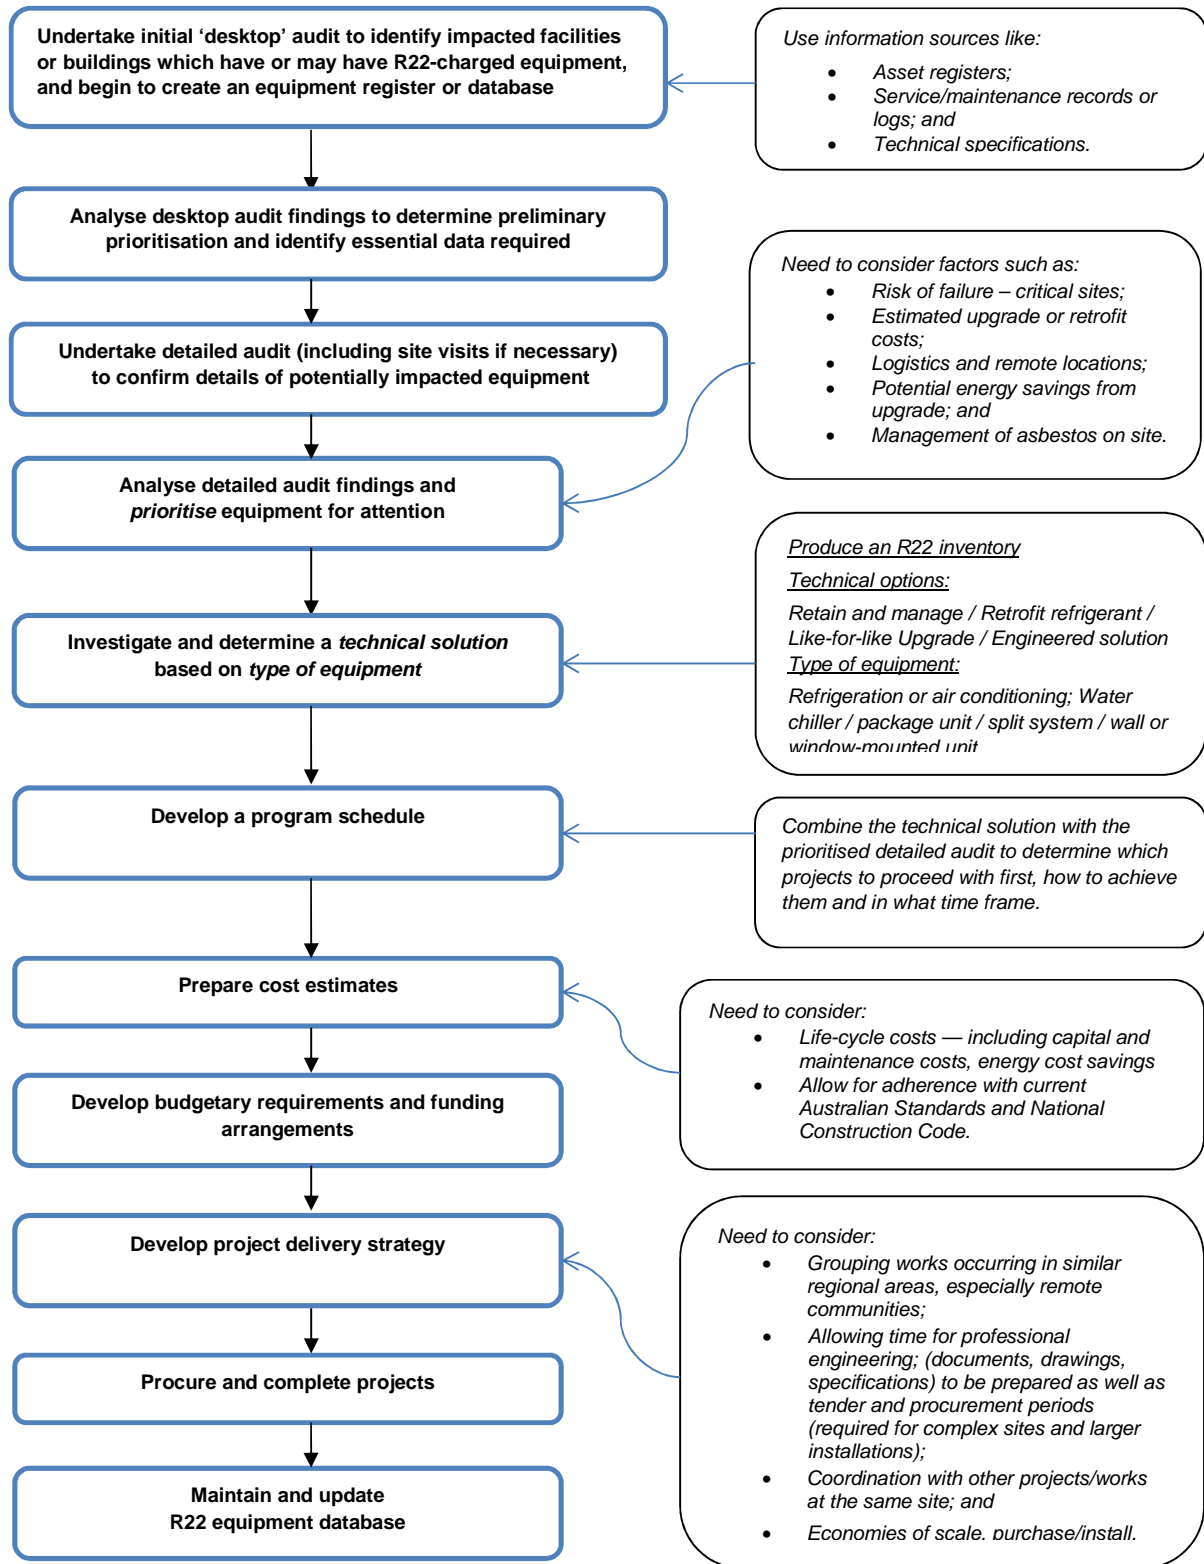 Undertake initial ‘desktop’ audit to identify impacted facilities
or buildings which have or may have R22-charged equipment,
and begin to create an equipment register or database
Use information sources like:
• Asset registers;
• Service/maintenance records or
logs; and
• Technical specifications.
Analyse desktop audit findings to determine preliminary
prioritisation and identify essential data required
Need to consider factors such as:
• Risk of failure – critical sites;
• Estimated upgrade or retrofit
costs;
• Logistics and remote locations;
• Potential energy savings from
upgrade; and
• Management of asbestos on site.
Undertake detailed audit (including site visits if necessary)
to confirm details of potentially impacted equipment
Analyse detailed audit findings and
prioritise equipment for attention
Produce an R22 inventory
Technical options:
Retain and manage / Retrofit refrigerant /
Like-for-like Upgrade / Engineered solution
Type of equipment:
Refrigeration or air conditioning; Water
chiller / package unit / split system / wall or
window-mounted unit
Investigate and determine a technical solution
based on type of equipment
Develop a program schedule
Combine the technical solution with the
prioritised detailed audit to determine which
projects to proceed with first, how to achieve
them and in what time frame.
Prepare cost estimates
Need to consider:
• Life-cycle costs — including capital and
maintenance costs, energy cost savings
• Allow for adherence with current
Australian Standards and National
Construction Code.
Develop budgetary requirements and funding
arrangements
Develop project delivery strategy
Need to consider:
• Grouping works occurring in similar
regional areas, especially remote
communities;
• Allowing time for professional
engineering; (documents, drawings,
specifications) to be prepared as well as
tender and procurement periods
(required for complex sites and larger
installations);
• Coordination with other projects/works
at the same site; and
• Economies of scale, purchase/install.
Procure and complete projects
Maintain and update
R22 equipment database